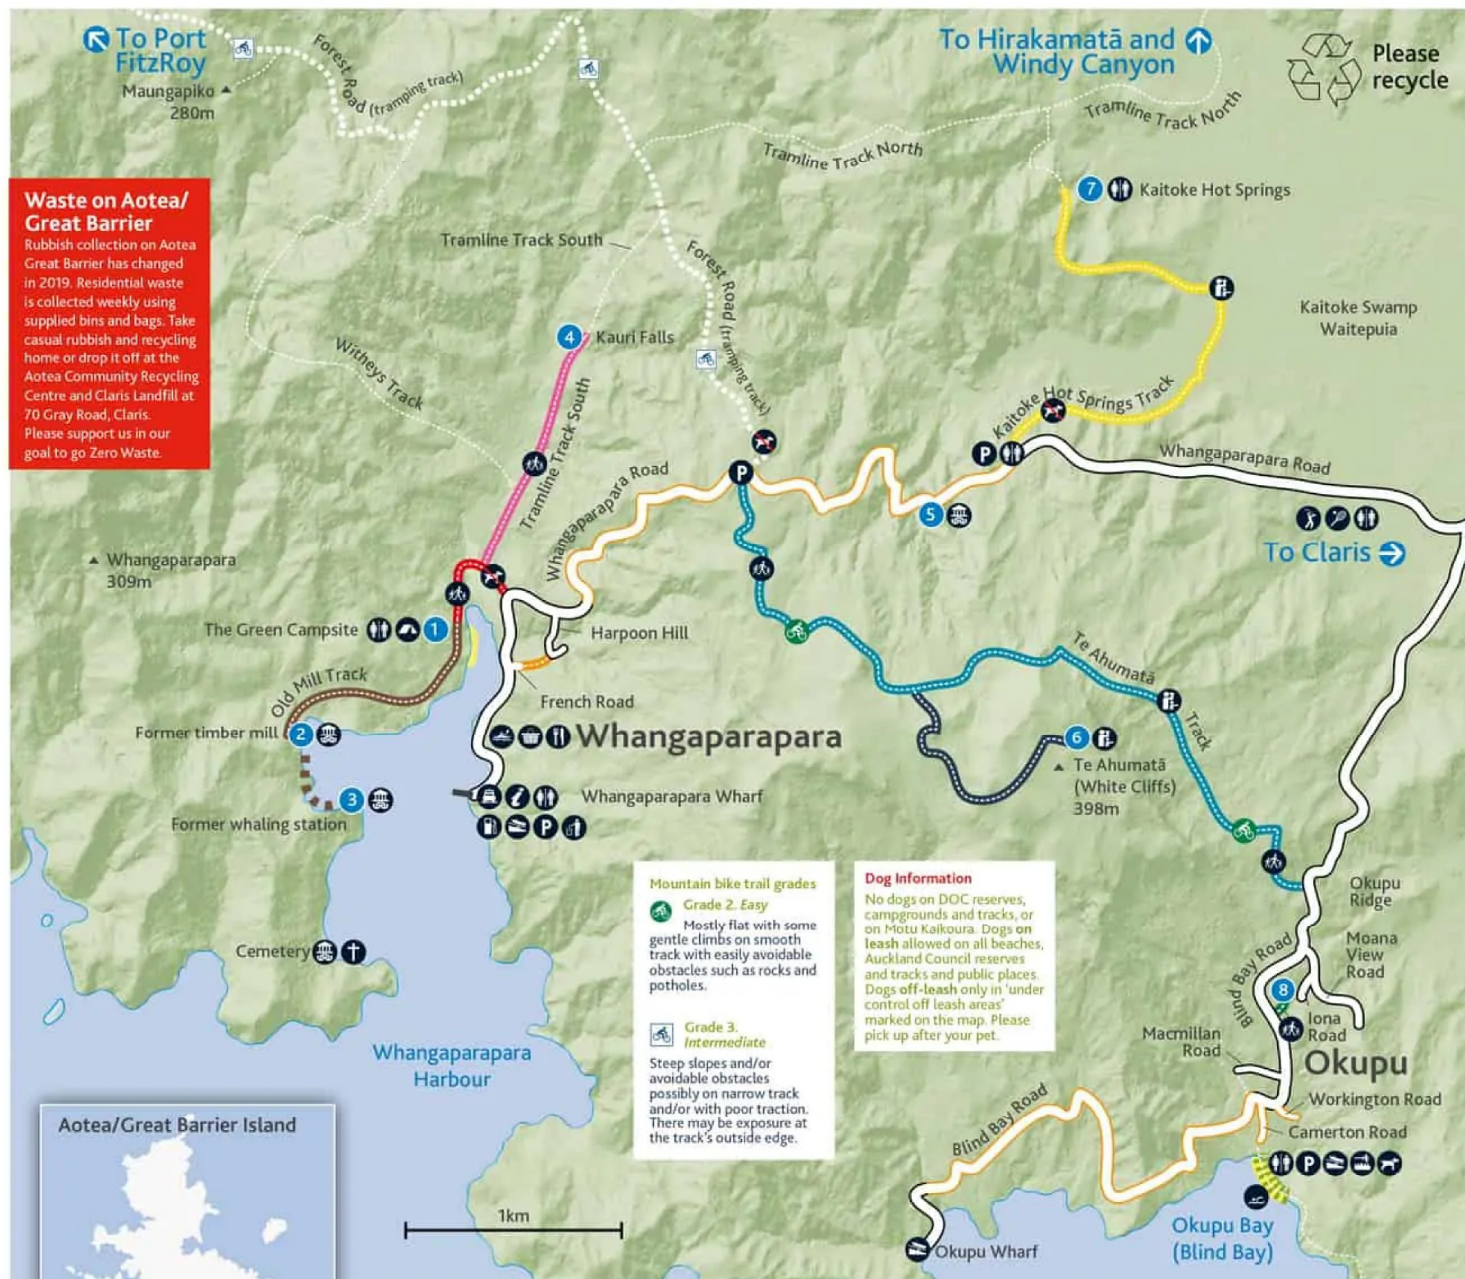 To Port
FitzRoy
Maungapiko
280m
Forest Road (tramping track)
To Hirakamatā and
Windy Canyon
Please
recycle
Tramline Track North
Tramline Track North
7
Kaitoke Hot Springs
Waste on Aotea/
Great Barrier
Rubbish collection on Aotea
Great Barrier has changed
in 2019. Residential waste
is collected weekly using
supplied bins and bags. Take
casual rubbish and recycling
home or drop it off at the
Aotea Community Recycling
Centre and Claris Landfill at
70 Gray Road, Claris.
Please support us in our
goal to go Zero Waste.
Tramline Track South
Forest Road (tramping track)
Kaitoke Swamp
Waitepuia
4
Kauri Falls
Witheys Track
Tramline Track South
Kaitoke Hot Springs Track
P
P
Whangaparapara Road
Whangaparapara Road
5
To Claris
Whangaparapara
309m
The Green Campsite
1
Harpoon Hill
Old Mill Track
French Road
Te Ahumatā
Track
Former timber mill
2
Whangaparapara
6
Te Ahumatā
(White Cliffs)
398m
3
Former whaling station
Whangaparapara Wharf
P
Mountain bike trail grades
Grade 2. Easy
Mostly flat with some
gentle climbs on smooth
track with easily avoidable
obstacles such as rocks and
potholes.
Grade 3.
Intermediate
Steep slopes and/or
avoidable obstacles
possibly on narrow track
and/or with poor traction.
There may be exposure at
the track's outside edge.
Dog Information
No dogs on DOC reserves,
campgrounds and tracks, or
on Motu Kaikoura. Dogs on
leash allowed on all beaches,
Auckland Council reserves
and tracks and public places.
Dogs off-leash only in 'under
control off leash areas'
marked on the map. Please
pick up after your pet.
Okupu
Ridge
Cemetery
Blind Bay Road
Moana
View
Road
8
Iona
Road
Macmillan
Road
Okupu
Whangaparapara
Harbour
Workington Road
Blind Bay Road
Camerton Road
P
Aotea/Great Barrier Island
1km
Okupu Bay
(Blind Bay)
Okupu Wharf